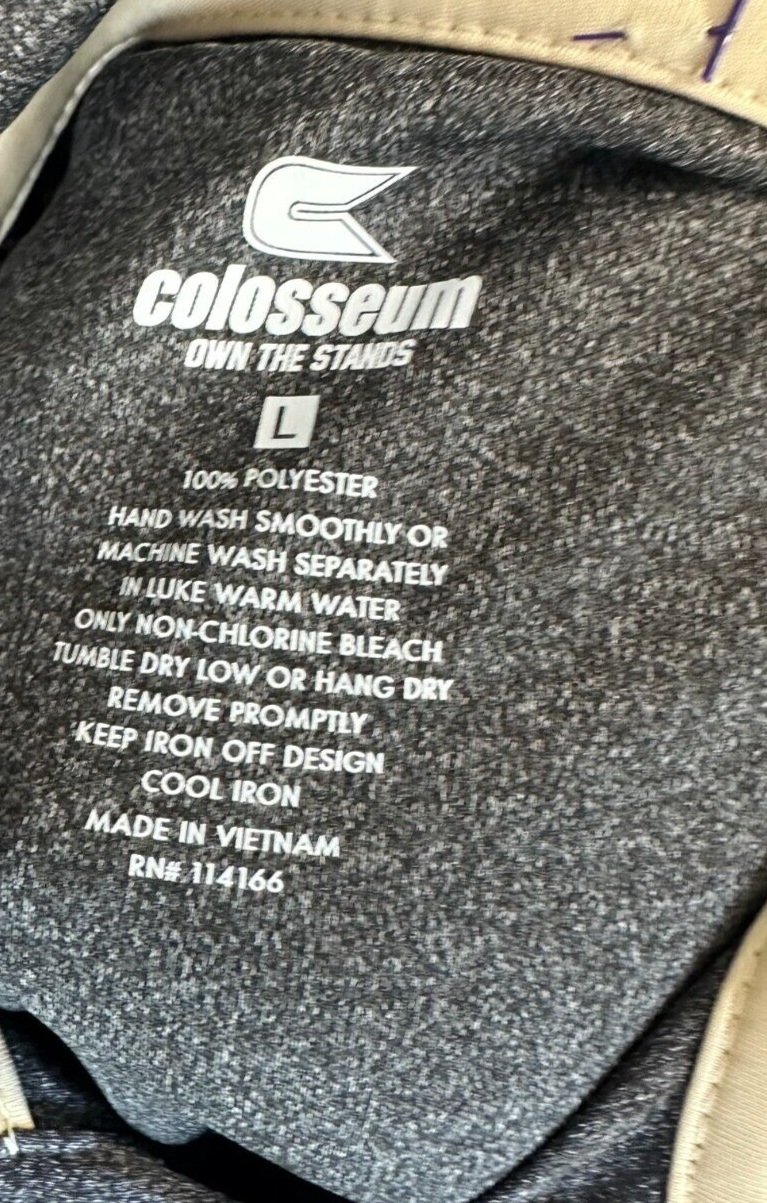 colosseum
OWN THE STANDS
L
100% POLYESTER
HAND WASH SMOOTHLY OR
MACHINE WASH SEPARATELY
IN LUKE WARM WATER
ONLY NON-CHLORINE BLEACH
TUMBLE DRY LOW OR HANG DRY
REMOVE PROMPTLY
KEEP IRON OFF DESIGN
COOL IRON
MADE IN VIETNAM
RN# 114166